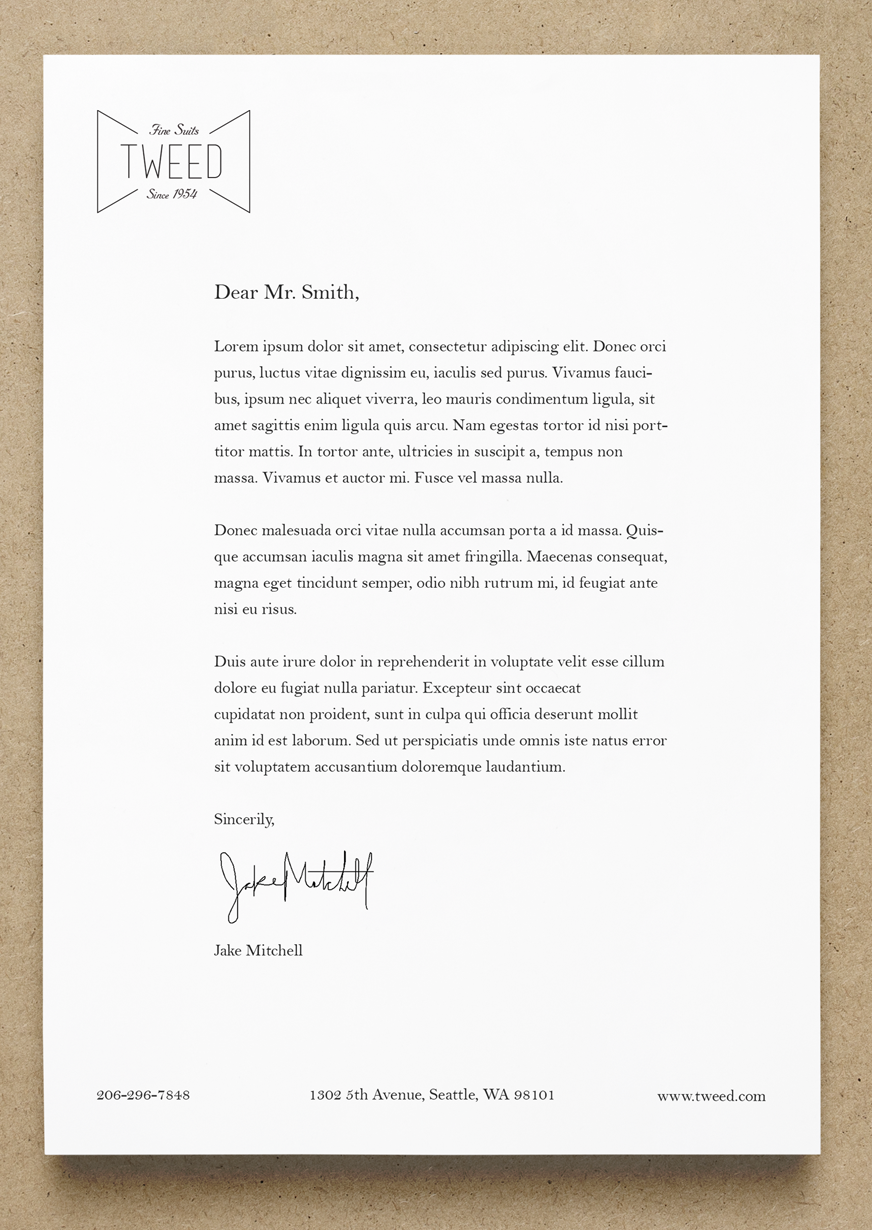 Fine Suits
TWEED
Since 1954
Dear Mr. Smith,
Lorem ipsum dolor sit amet, consectetur adipiscing elit. Donec orci
purus, luctus vitae dignissim eu, iaculis sed purus. Vivamus fauci-
bus, ipsum nec aliquet viverra, leo mauris condimentum ligula, sit
amet sagittis enim ligula quis arcu. Nam egestas tortor id nisi port-
titor mattis. In tortor ante, ultricies in suscipit a, tempus non
massa. Vivamus et auctor mi. Fusce vel massa nulla.
Donec malesuada orci vitae nulla accumsan porta a id massa. Quis-
que accumsan iaculis magna sit amet fringilla. Maecenas consequat,
magna eget tincidunt semper, odio nibh rutrum mi, id feugiat ante
nisi eu risus.
Duis aute irure dolor in reprehenderit in voluptate velit esse cillum
dolore eu fugiat nulla pariatur. Excepteur sint occaecat
cupidatat non proident, sunt in culpa qui officia deserunt mollit
anim id est laborum. Sed ut perspiciatis unde omnis iste natus error
sit voluptatem accusantium doloremque laudantium.
Sincerily,
Jake Mitchell
Jake Mitchell
206-296-7848
1302 5th Avenue, Seattle, WA 98101
www.tweed.com